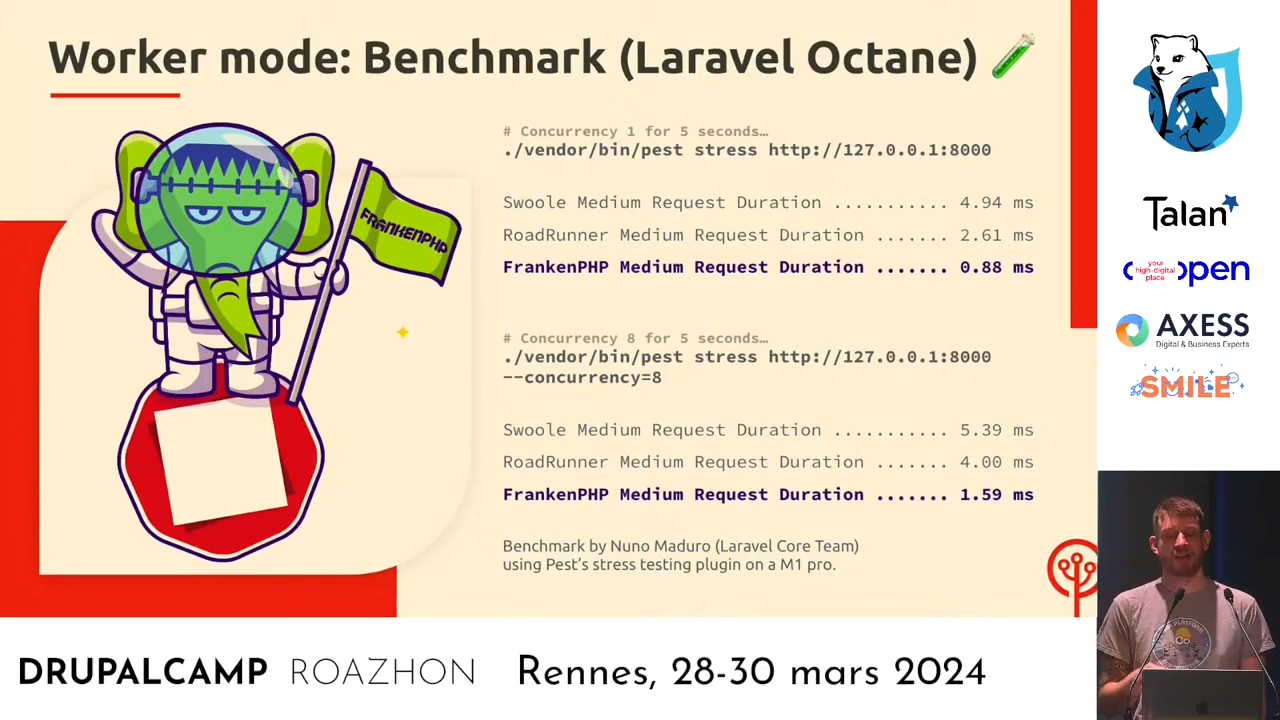 Worker mode: Benchmark (Laravel Octane)
FRANKENPHP
# Concurrency 1 for 5 seconds…
./vendor/bin/pest stress http://127.0.0.1:8000
Swoole Medium Request Duration ........... 4.94 ms
RoadRunner Medium Request Duration ....... 2.61 ms
FrankenPHP Medium Request Duration ....... 0.88 ms
# Concurrency 8 for 5 seconds…
./vendor/bin/pest stress http://127.0.0.1:8000
--concurrency=8
Swoole Medium Request Duration ........... 5.39 ms
RoadRunner Medium Request Duration ....... 4.00 ms
FrankenPHP Medium Request Duration ....... 1.59 ms
Benchmark by Nuno Maduro (Laravel Core Team)
using Pest's stress testing plugin on a M1 pro.
Talan
your
high-digital
place
open
AXESS
Digital & Business Experts
SMILE
DRUPALCAMP ROAZHON
Rennes, 28-30 mars 2024